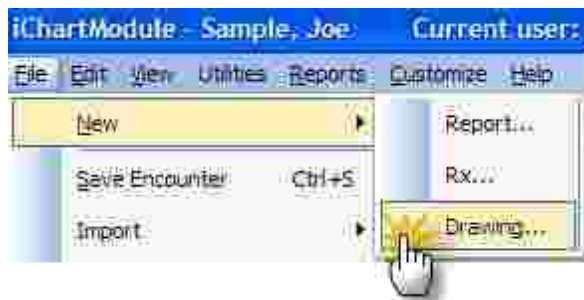 iChartModule - Sample, Joe Current user:
File Edit View Utilities Reports Customize Help
New Report...
Save Encounter Ctrl+S Rx...
Import Drawing...